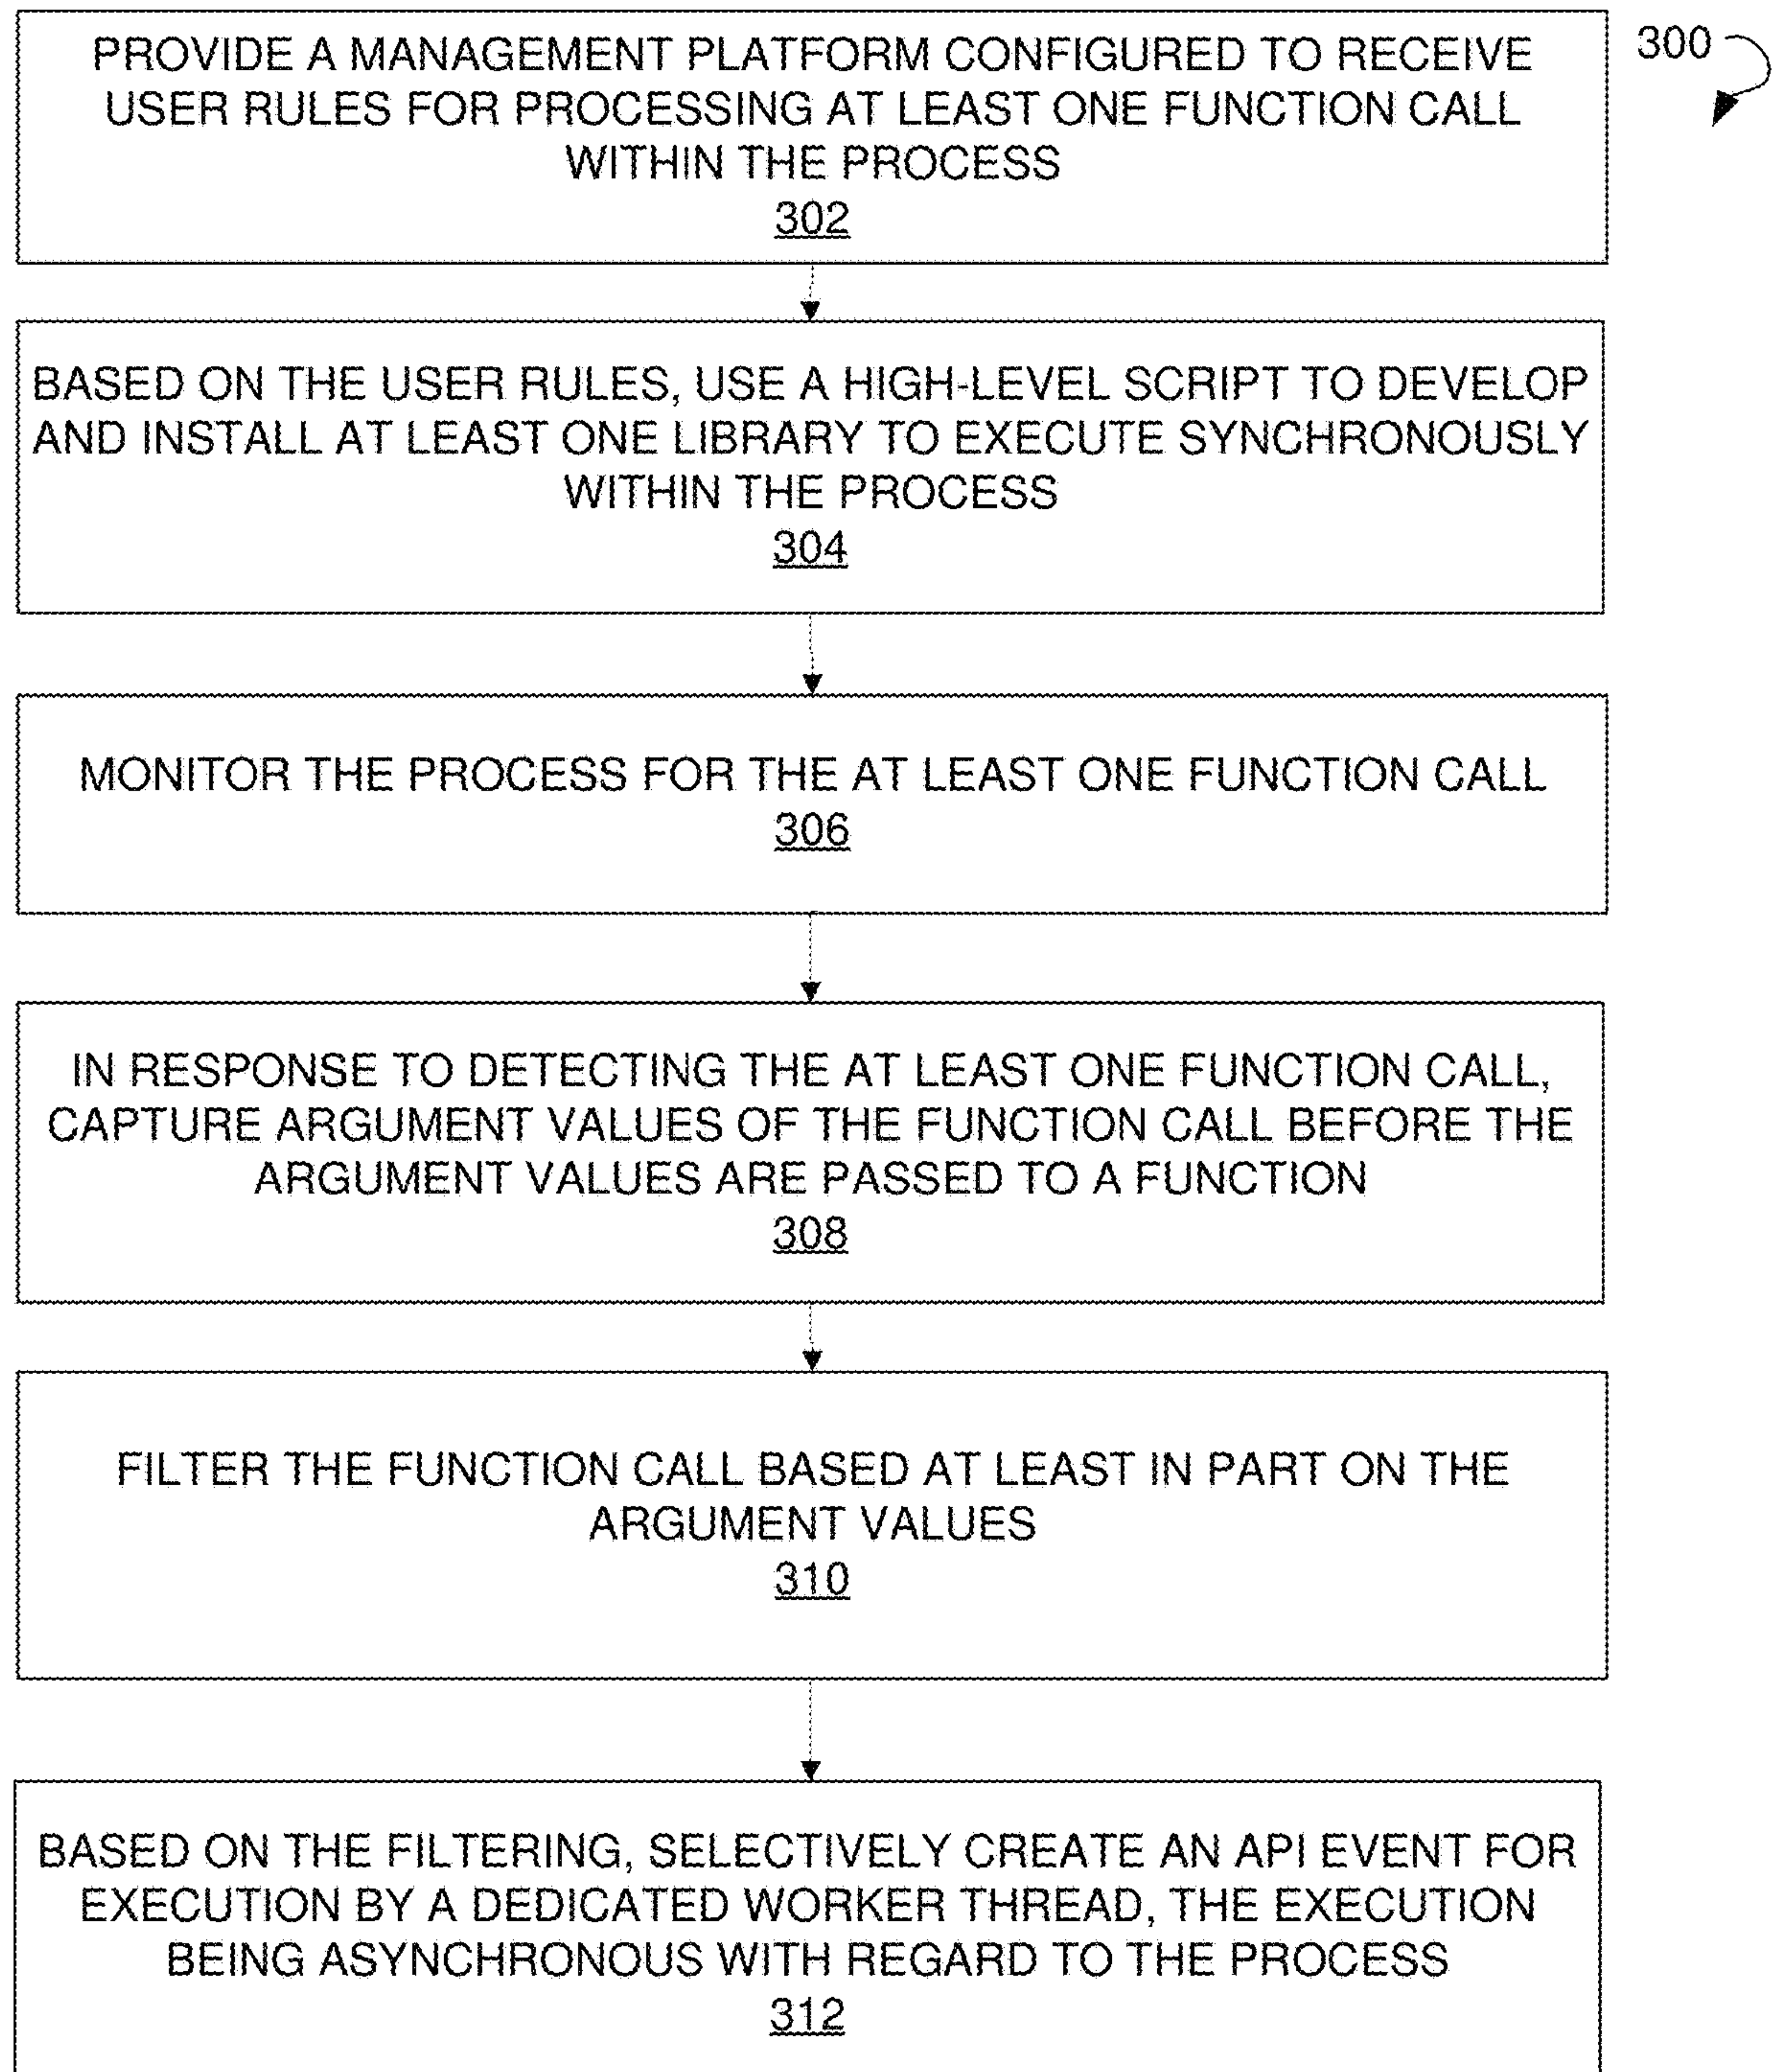 PROVIDE A MANAGEMENT PLATFORM CONFIGURED TO RECEIVE
USER RULES FOR PROCESSING AT LEAST ONE FUNCTION CALL
WITHIN THE PROCESS
302
300
BASED ON THE USER RULES, USE A HIGH-LEVEL SCRIPT TO DEVELOP
AND INSTALL AT LEAST ONE LIBRARY TO EXECUTE SYNCHRONOUSLY
WITHIN THE PROCESS
304
MONITOR THE PROCESS FOR THE AT LEAST ONE FUNCTION CALL
306
IN RESPONSE TO DETECTING THE AT LEAST ONE FUNCTION CALL,
CAPTURE ARGUMENT VALUES OF THE FUNCTION CALL BEFORE THE
ARGUMENT VALUES ARE PASSED TO A FUNCTION
308
FILTER THE FUNCTION CALL BASED AT LEAST IN PART ON THE
ARGUMENT VALUES
310
BASED ON THE FILTERING, SELECTIVELY CREATE AN API EVENT FOR
EXECUTION BY A DEDICATED WORKER THREAD, THE EXECUTION
BEING ASYNCHRONOUS WITH REGARD TO THE PROCESS
312